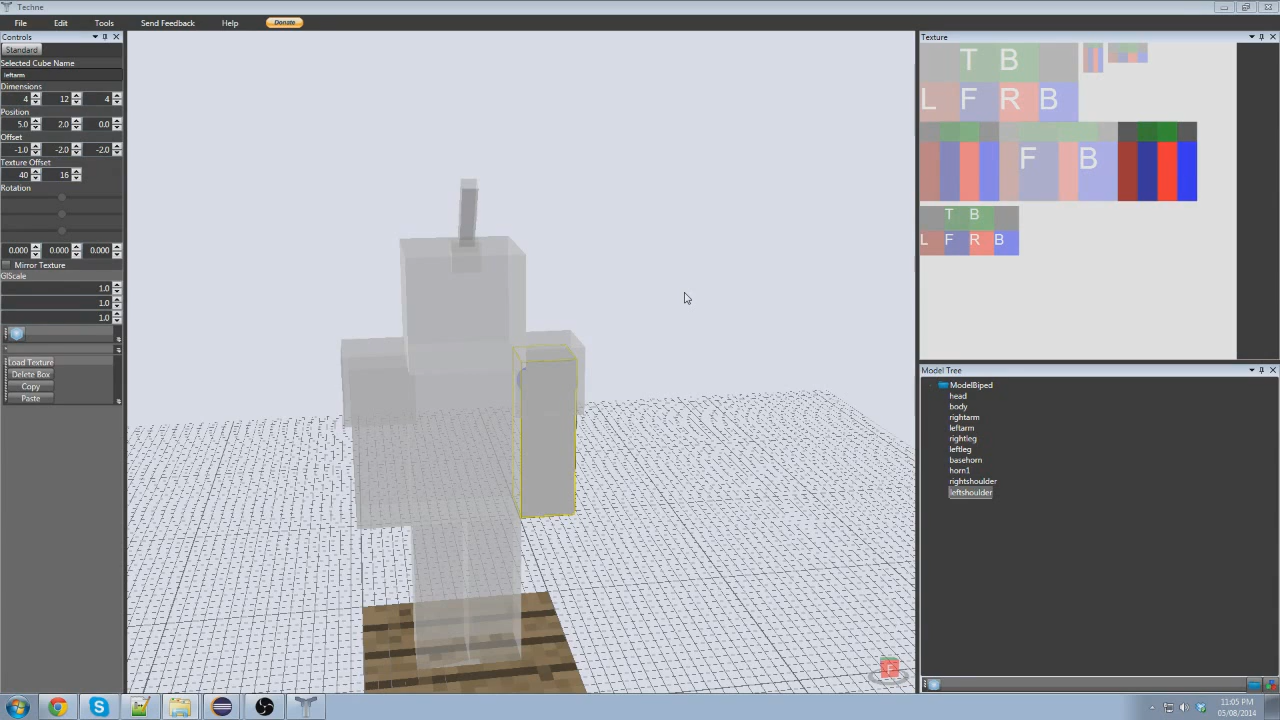 Techne
File Edit Tools Send Feedback Help Donate
Controls
Standard
Selected Cube Name
leftarm
Dimensions
4 12 4
Position
5.0 2.0 0.0
Offset
-1.0 -2.0 -2.0
Texture Offset
40 16
Rotation
0.000 0.000 0.000
Mirror Texture
GlScale
1.0
1.0
1.0
Load Texture
Delete Box
Copy
Paste
F
Texture
T B
L F R B
F B
T B
L F R B
Model Tree
ModelBiped
head
body
rightarm
leftarm
rightleg
leftleg
basehorn
horn1
rightshoulder
leftshoulder
11:05 PM
05/08/2014